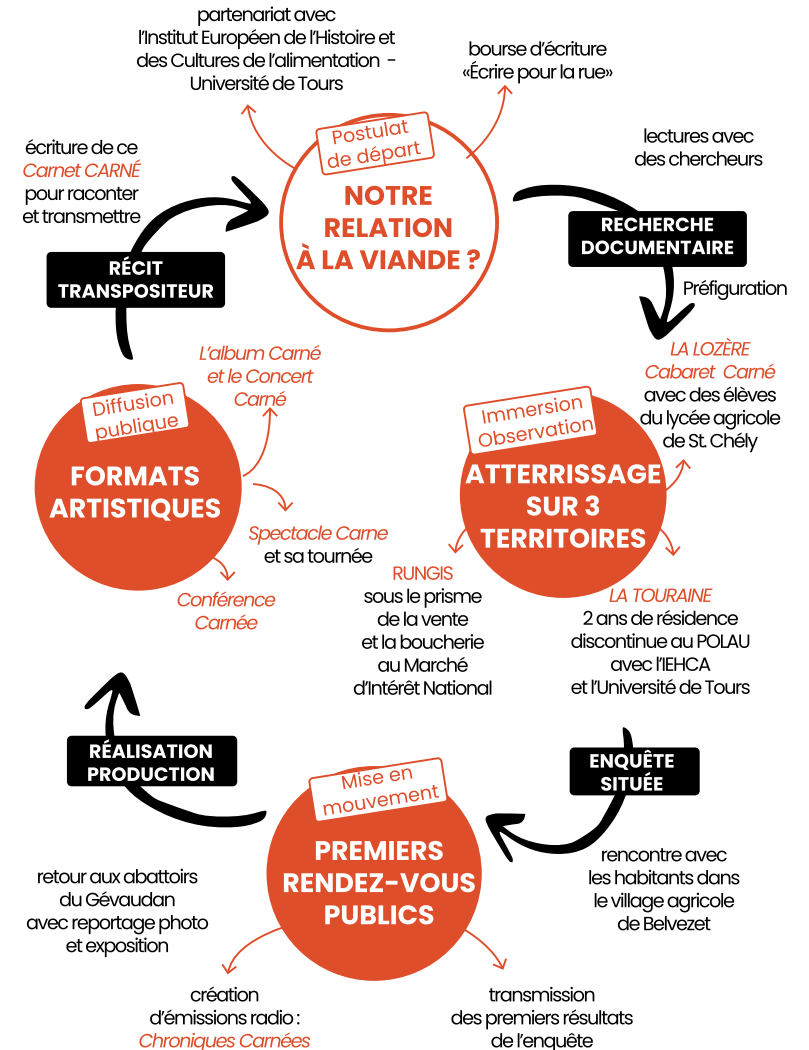 partenariat avec
l’Institut Européen de l’Histoire et
des Cultures de l’alimentation -
Université de Tours
bourse d’écriture
«Écrire pour la rue»
Postulat
de départ
NOTRE
RELATION
À LA VIANDE ?
lectures avec
des chercheurs
RECHERCHE
DOCUMENTAIRE
Préfiguration
LA LOZÈRE
Cabaret Carné
avec des élèves
du lycée agricole
de St. Chély
Immersion
Observation
ATTERRISSAGE
SUR 3
TERRITOIRES
RUNGIS
sous le prisme
de la vente
et la boucherie
au Marché
d’Intérêt National
LA TOURAINE
2 ans de résidence
discontinue au POLAU
avec l’IEHCA
et l’Université de Tours
ENQUÊTE
SITUÉE
rencontre avec
les habitants dans
le village agricole
de Belvezet
Mise en
mouvement
PREMIERS
RENDEZ-VOUS
PUBLICS
transmission
des premiers résultats
de l’enquête
création
d’émissions radio :
Chroniques Carnées
retour aux abattoirs
du Gévaudan
avec reportage photo
et exposition
RÉALISATION
PRODUCTION
Diffusion
publique
FORMATS
ARTISTIQUES
L’album Carné
et le Concert
Carné
Spectacle Carne
et sa tournée
Conférence
Carnée
RÉCIT
TRANSPOSITEUR
écriture de ce
Carnet CARNÉ
pour raconter
et transmettre